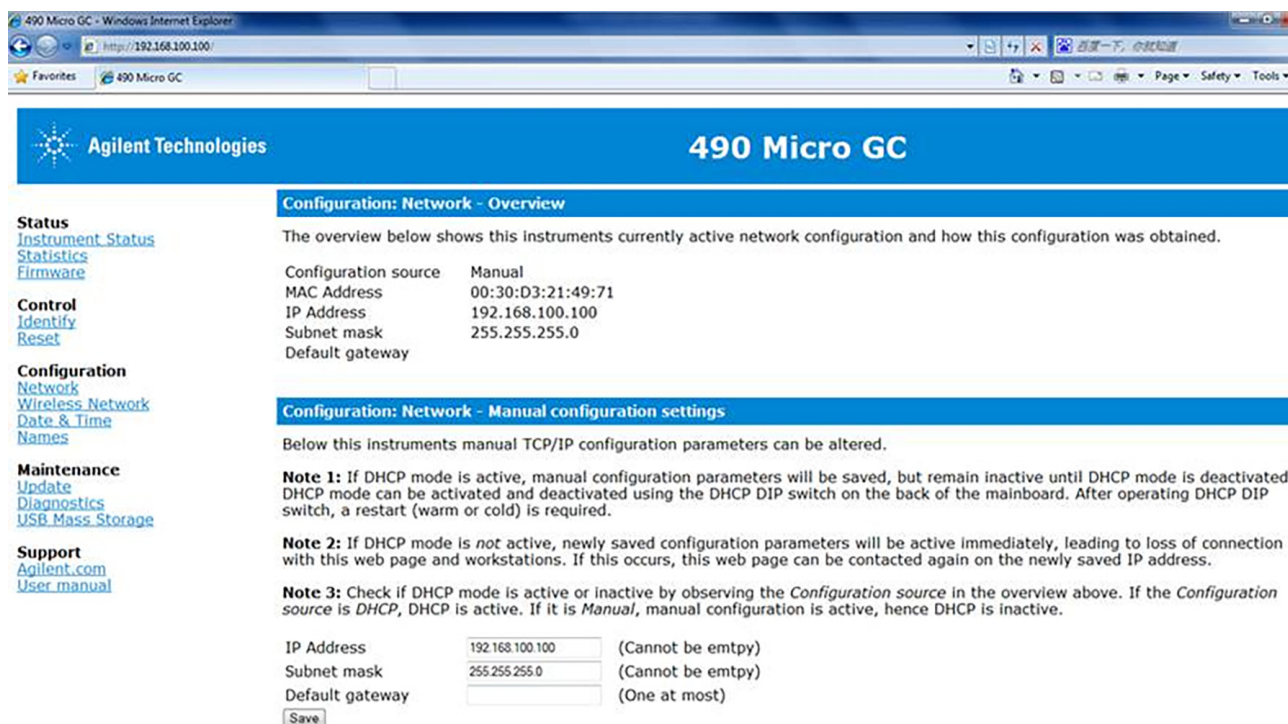 490 Micro GC - Windows Internet Explorer
http://192.168.100.100/
百度一下，你就知道
Favorites
490 Micro GC
Page
Safety
Tools
Agilent Technologies
490 Micro GC
Status
Instrument Status
Statistics
Firmware
Control
Identify
Reset
Configuration
Network
Wireless Network
Date & Time
Names
Maintenance
Update
Diagnostics
USB Mass Storage
Support
Agilent.com
User manual
Configuration: Network - Overview
The overview below shows this instruments currently active network configuration and how this configuration was obtained.
Configuration source Manual
MAC Address 00:30:D3:21:49:71
IP Address 192.168.100.100
Subnet mask 255.255.255.0
Default gateway
Configuration: Network - Manual configuration settings
Below this instruments manual TCP/IP configuration parameters can be altered.
Note 1: If DHCP mode is active, manual configuration parameters will be saved, but remain inactive until DHCP mode is deactivated
DHCP mode can be activated and deactivated using the DHCP DIP switch on the back of the mainboard. After operating DHCP DIP
switch, a restart (warm or cold) is required.
Note 2: If DHCP mode is not active, newly saved configuration parameters will be active immediately, leading to loss of connection
with this web page and workstations. If this occurs, this web page can be contacted again on the newly saved IP address.
Note 3: Check if DHCP mode is active or inactive by observing the Configuration source in the overview above. If the Configuration
source is DHCP, DHCP is active. If it is Manual, manual configuration is active, hence DHCP is inactive.
IP Address 192.168.100.100 (Cannot be emtpy)
Subnet mask 255.255.255.0 (Cannot be emtpy)
Default gateway (One at most)
Save